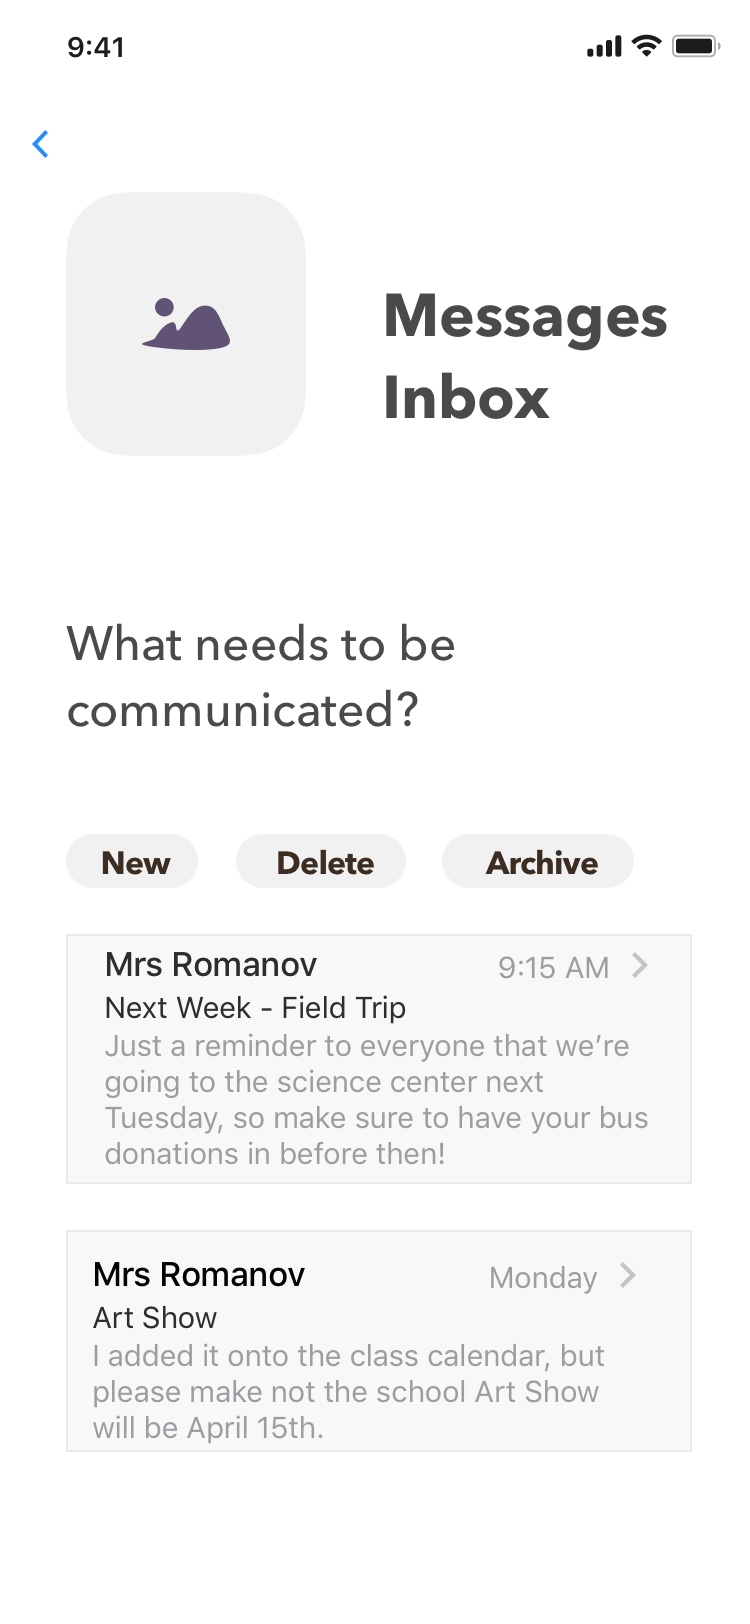 9:41
Messages
Inbox
What needs to be
communicated?
New Delete Archive
Mrs Romanov 9:15 AM
Next Week - Field Trip
Just a reminder to everyone that we’re
going to the science center next
Tuesday, so make sure to have your bus
donations in before then!
Mrs Romanov Monday
Art Show
I added it onto the class calendar, but
please make not the school Art Show
will be April 15th.